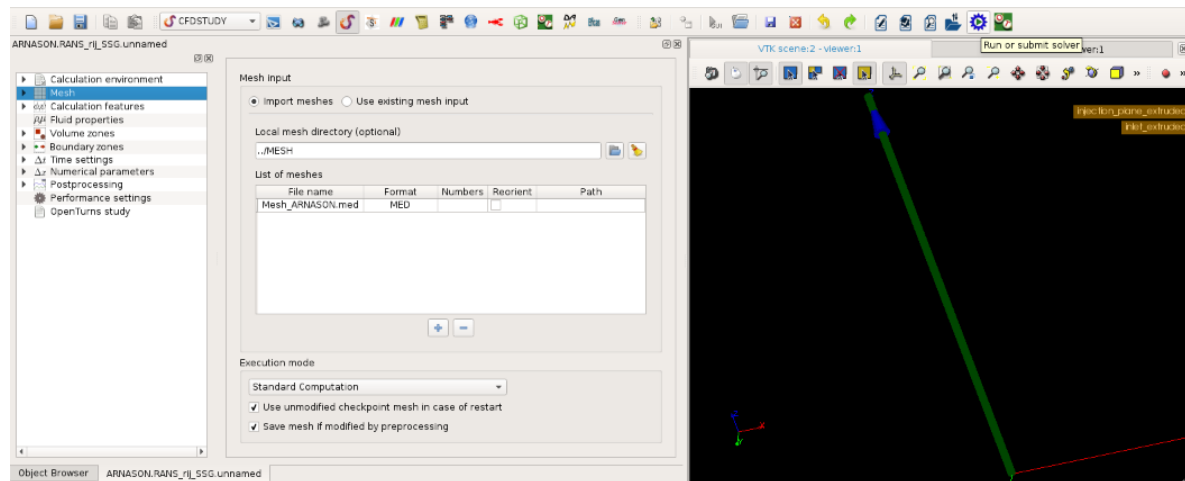 CFDSTUDY
ARNASON.RANS_rij_SSG.unnamed
Calculation environment
Mesh
Calculation features
Fluid properties
Volume zones
Boundary zones
Δt Time settings
Δx Numerical parameters
Postprocessing
Performance settings
OpenTurns study
Mesh input
Import meshes
Use existing mesh input
Local mesh directory (optional)
../MESH
List of meshes
File name Format Numbers Reorient Path
Mesh_ARNASON.med MED
Execution mode
Standard Computation
Use unmodified checkpoint mesh in case of restart
Save mesh if modified by preprocessing
Object Browser
ARNASON.RANS_rij_SSG.unnamed
VTK scene:2 - viewer:1
Run or submit solver
injection_plane_extruded
inlet_extruded
X
Z